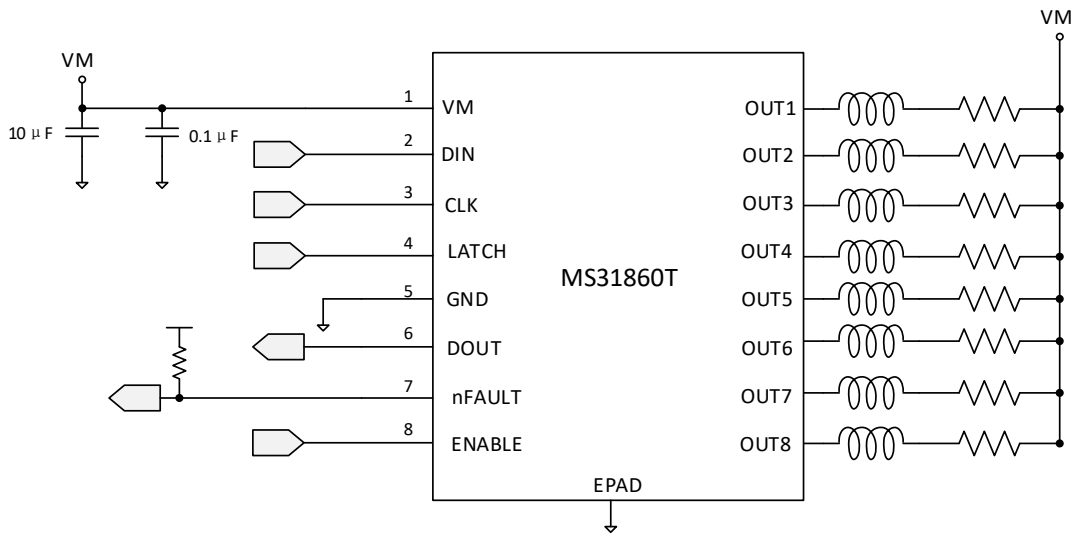 VM
VM
10 μF
0.1 μF
1
VM
2
DIN
3
CLK
4
LATCH
5
GND
6
DOUT
7
nFAULT
8
ENABLE
MS31860T
EPAD
OUT1
OUT2
OUT3
OUT4
OUT5
OUT6
OUT7
OUT8